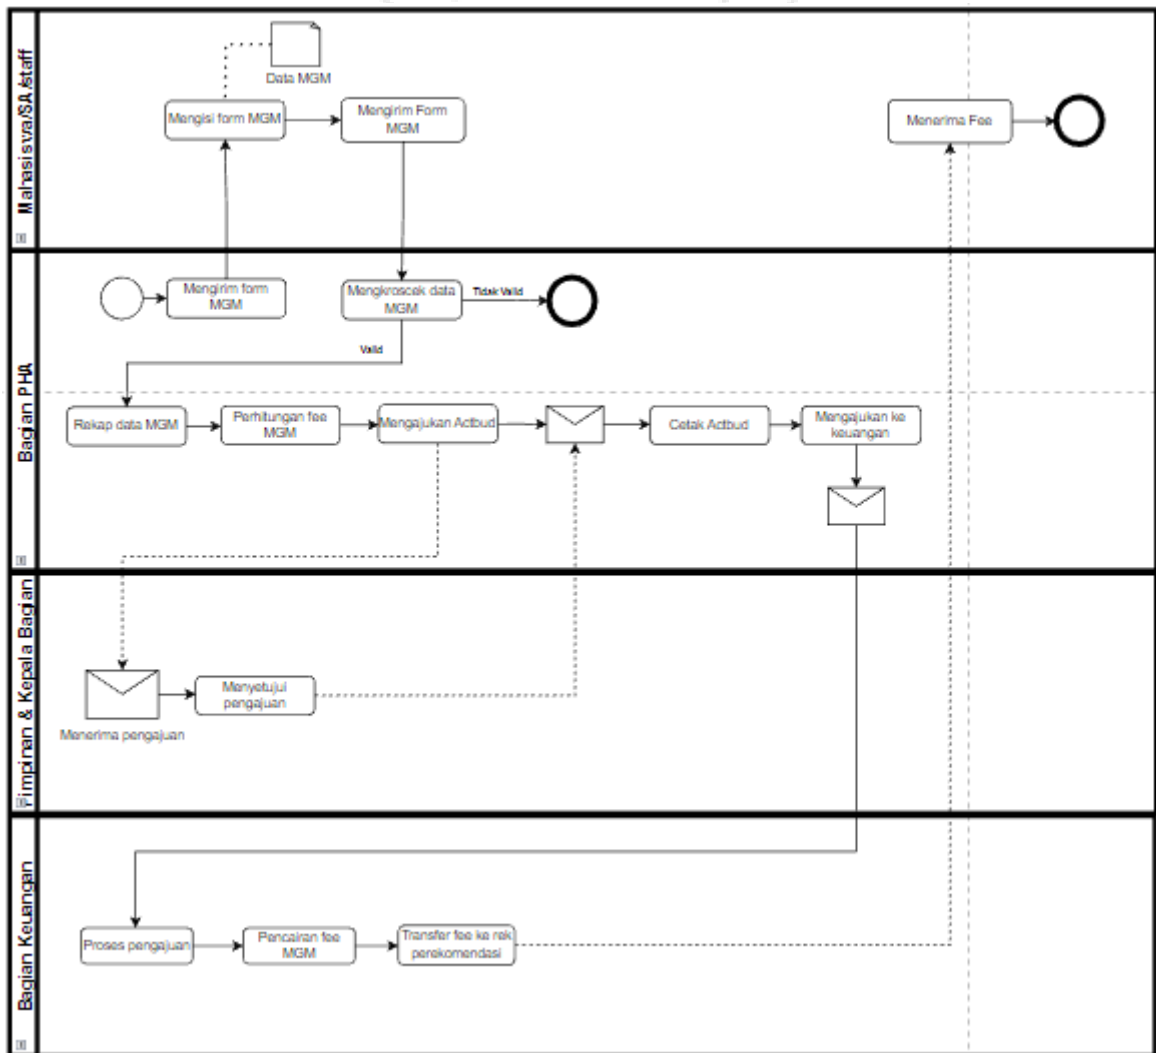 Mahasiswa/SA/staff
Data MGM
Mengisi form MGM
Mengirim Form
MGM
Menerima Fee
Bagian PHA
Mengirim form
MGM
Mengkroscek data
MGM
Tidak Valid
Valid
Rekap data MGM
Perhitungan fee
MGM
Mengajukan Actbud
Cetak Actbud
Mengajukan ke
keuangan
Pimpinan & Kepala Bagian
Menerima pengajuan
Menyetujui
pengajuan
Bagian Keuangan
Proses pengajuan
Pencairan fee
MGM
Transfer fee ke rek
perekomendasi